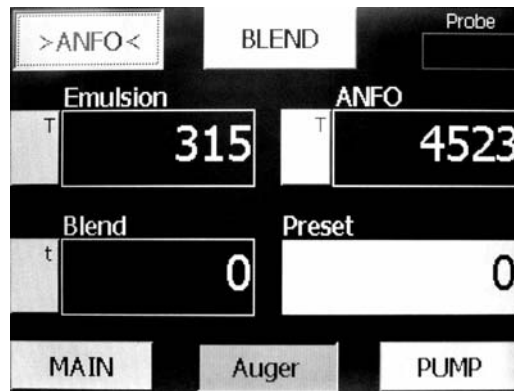 >ANFO< BLEND Probe
Emulsion ANFO
T 315 T 4523
Blend Preset
t 0 0
MAIN Auger PUMP